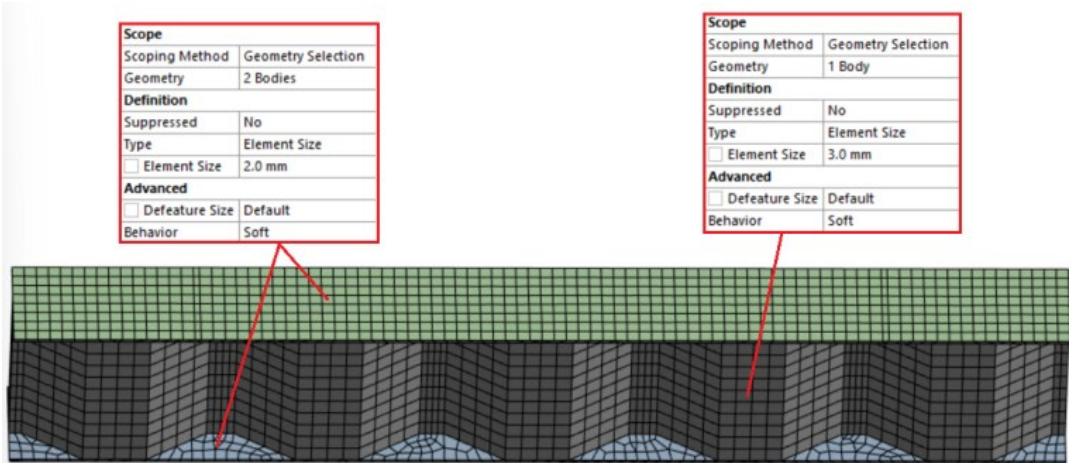 Scope
Scoping Method Geometry Selection
Geometry 2 Bodies
Definition
Suppressed No
Type Element Size
Element Size 2.0 mm
Advanced
Defeature Size Default
Behavior Soft
Scope
Scoping Method Geometry Selection
Geometry 1 Body
Definition
Suppressed No
Type Element Size
Element Size 3.0 mm
Advanced
Defeature Size Default
Behavior Soft